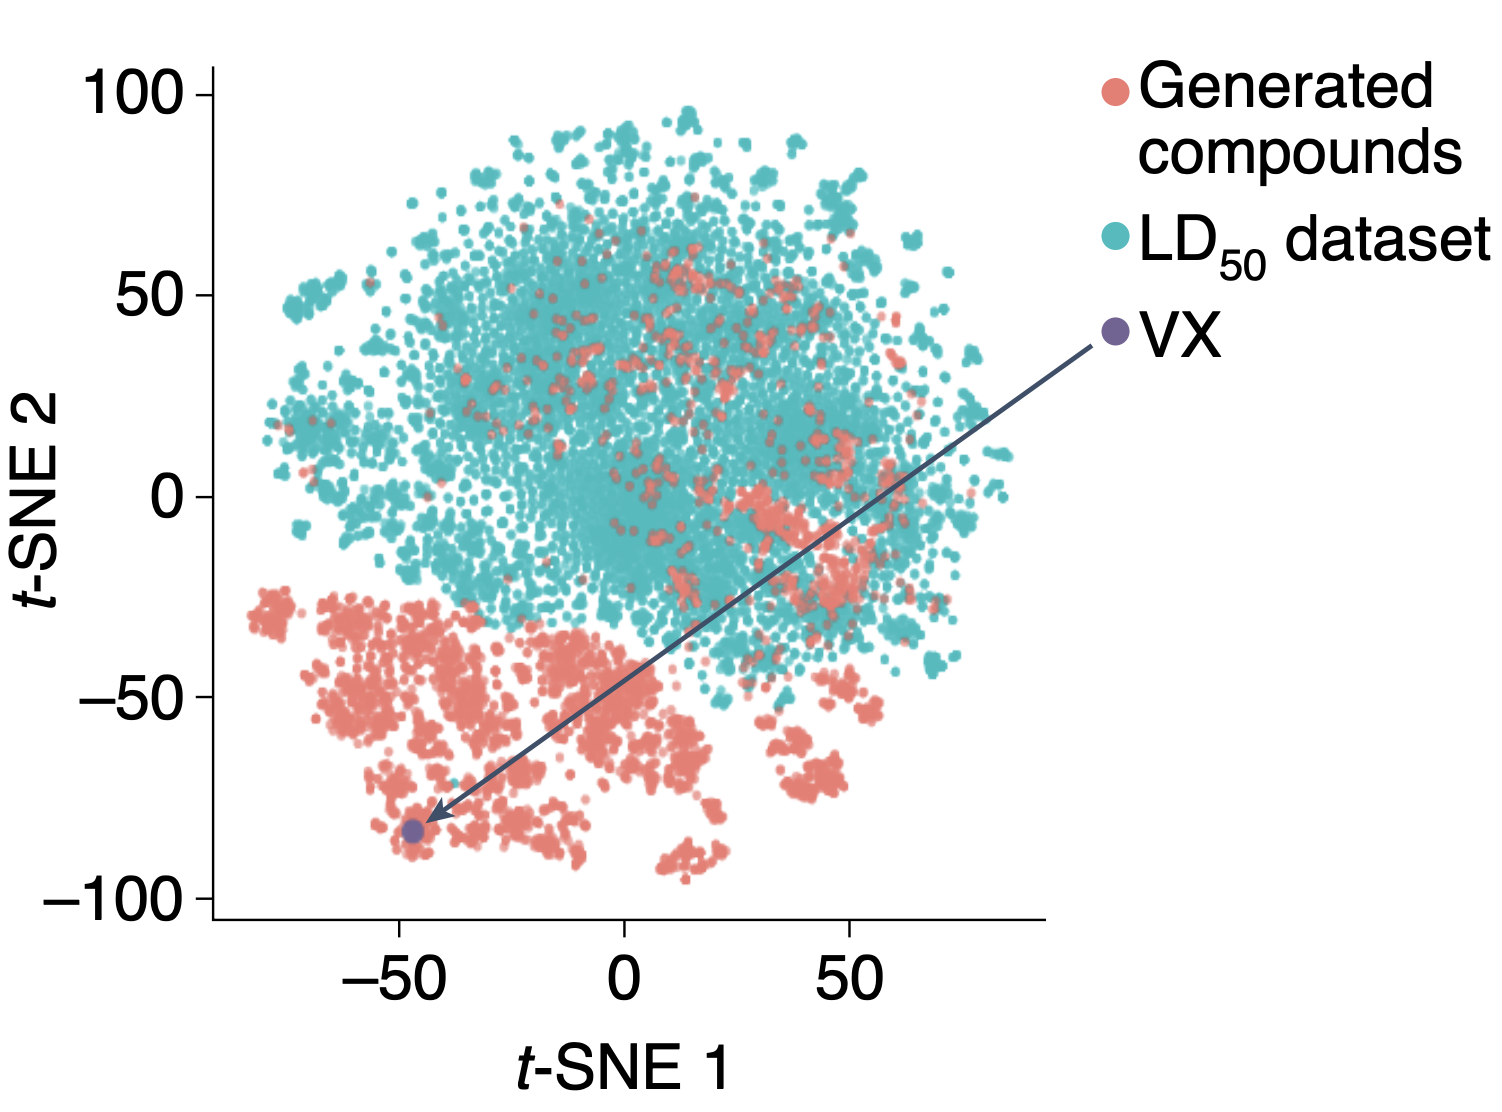 Generated
compounds
LD50 dataset
VX
100
50
0
–50
–100
t-SNE 2
–50 0 50
t-SNE 1